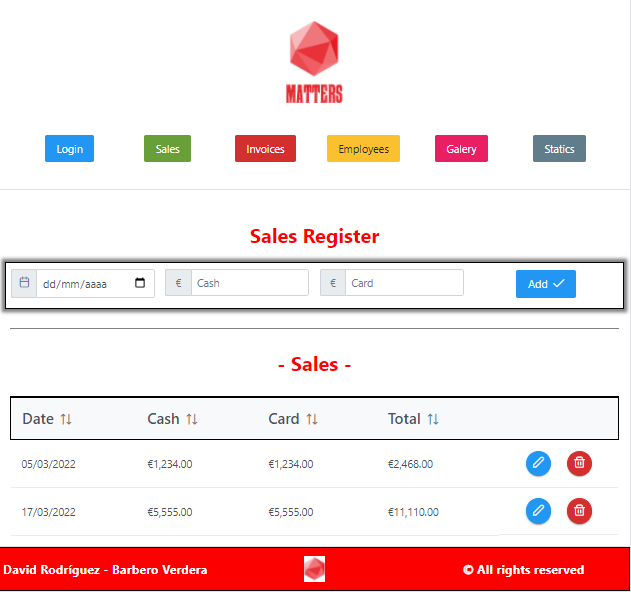 MATTERS
Login Sales Invoices Employees Galery Statics
Sales Register
dd/mm/aaaa € Cash € Card Add
- Sales -
Date Cash Card Total
05/03/2022 €1,234.00 €1,234.00 €2,468.00
17/03/2022 €5,555.00 €5,555.00 €11,110.00
David Rodríguez - Barbero Verdera © All rights reserved